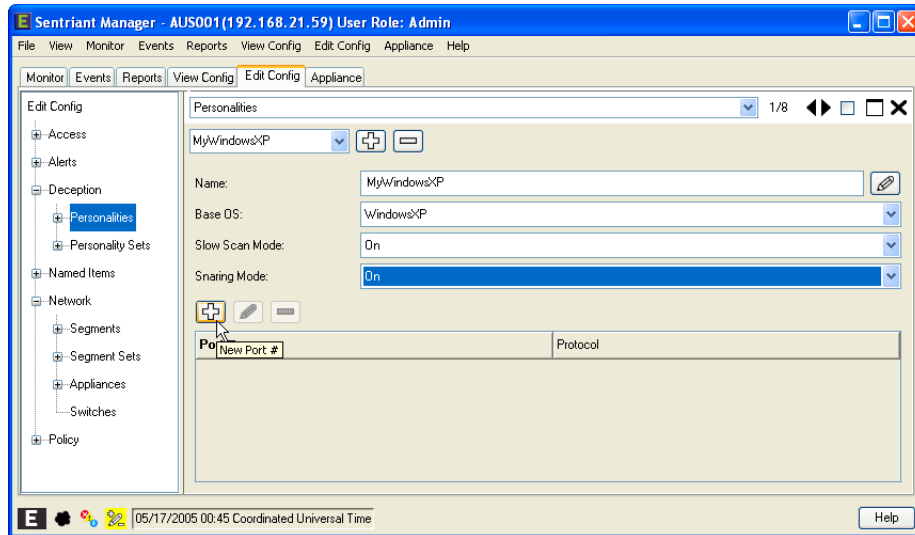 E Sentriant Manager - AUS001(192.168.21.59) User Role: Admin
File View Monitor Events Reports View Config Edit Config Appliance Help
Monitor Events Reports View Config Edit Config Appliance
Edit Config
Access
Alerts
Deception
Personalities
Personality Sets
Named Items
Network
Segments
Segment Sets
Appliances
Switches
Policy
Personalities 1/8
MyWindowsXP
Name: MyWindowsXP
Base OS: WindowsXP
Slow Scan Mode: On
Snaring Mode: On
Po Protocol
New Port #
E 05/17/2005 00:45 Coordinated Universal Time Help